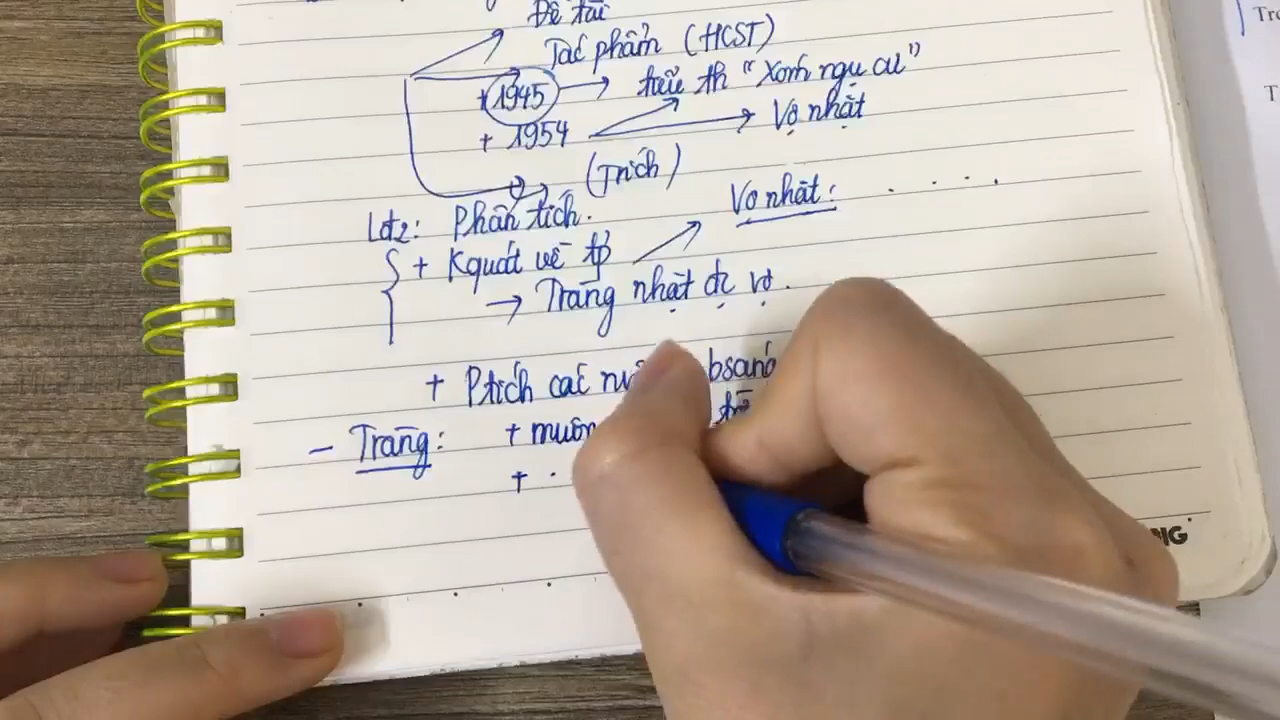 Đề tài
Tác phẩm (HCST)
+ 1945 → tiểu th "Xóm ngụ cư"
+ 1954 → Vợ nhặt
(Trích)
Lđ2: Phân tích.
Vợ nhặt: . . . .
+ Kquát về tp
→ Tràng nhặt đc vợ.
+ Ptích các
- Tràng: + muôn
+ .